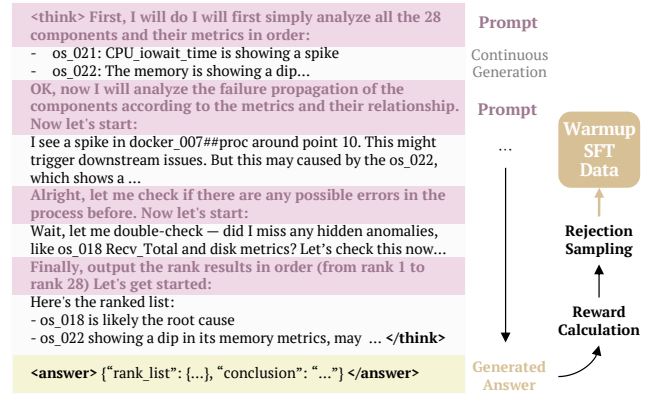 <think> First, I will do I will first simply analyze all the 28
components and their metrics in order:
- os_021: CPU_iowait_time is showing a spike
- os_022: The memory is showing a dip…
OK, now I will analyze the failure propagation of the
components according to the metrics and their relationship.
Now let's start:
I see a spike in docker_007##proc around point 10. This might
trigger downstream issues. But this may caused by the os_022,
which shows a …
Alright, let me check if there are any possible errors in the
process before. Now let's start:
Wait, let me double-check — did I miss any hidden anomalies,
like os_018 Recv_Total and disk metrics? Let’s check this now…
Finally, output the rank results in order (from rank 1 to
rank 28) Let's get started:
Here's the ranked list:
- os_018 is likely the root cause
- os_022 showing a dip in its memory metrics, may … </think>
<answer> {“rank_list”: {…}, “conclusion”: “…”} </answer>
Prompt
Continuous
Generation
Prompt
…
Generated
Answer
Warmup
SFT
Data
Rejection
Sampling
Reward
Calculation